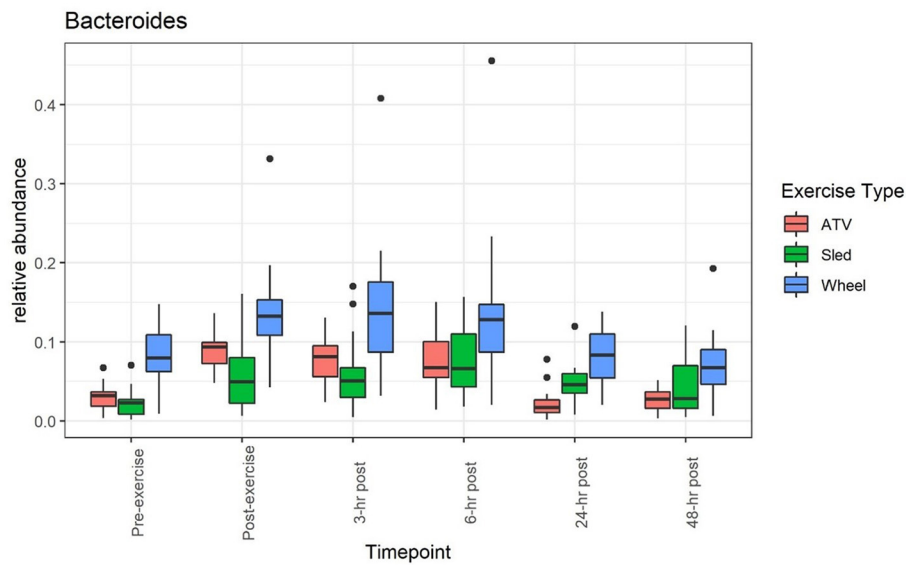 Bacteroides
relative abundance
0.4
0.3
0.2
0.1
0.0
Pre-exercise
Post-exercise
3-hr post
6-hr post
24-hr post
48-hr post
Timepoint
Exercise Type
ATV
Sled
Wheel